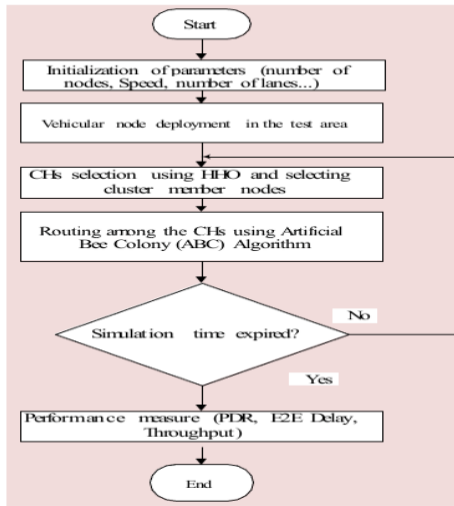 Start
Initialization of parameters (number of
nodes, Speed, number of lanes...)
Vehicular node deployment in the test area
CHs selection using HHO and selecting
cluster member nodes
Routing among the CHs using Artificial
Bee Colony (ABC) Algorithm
Simulation time expired?
No
Yes
Performance measure (PDR, E2E Delay,
Throughput)
End